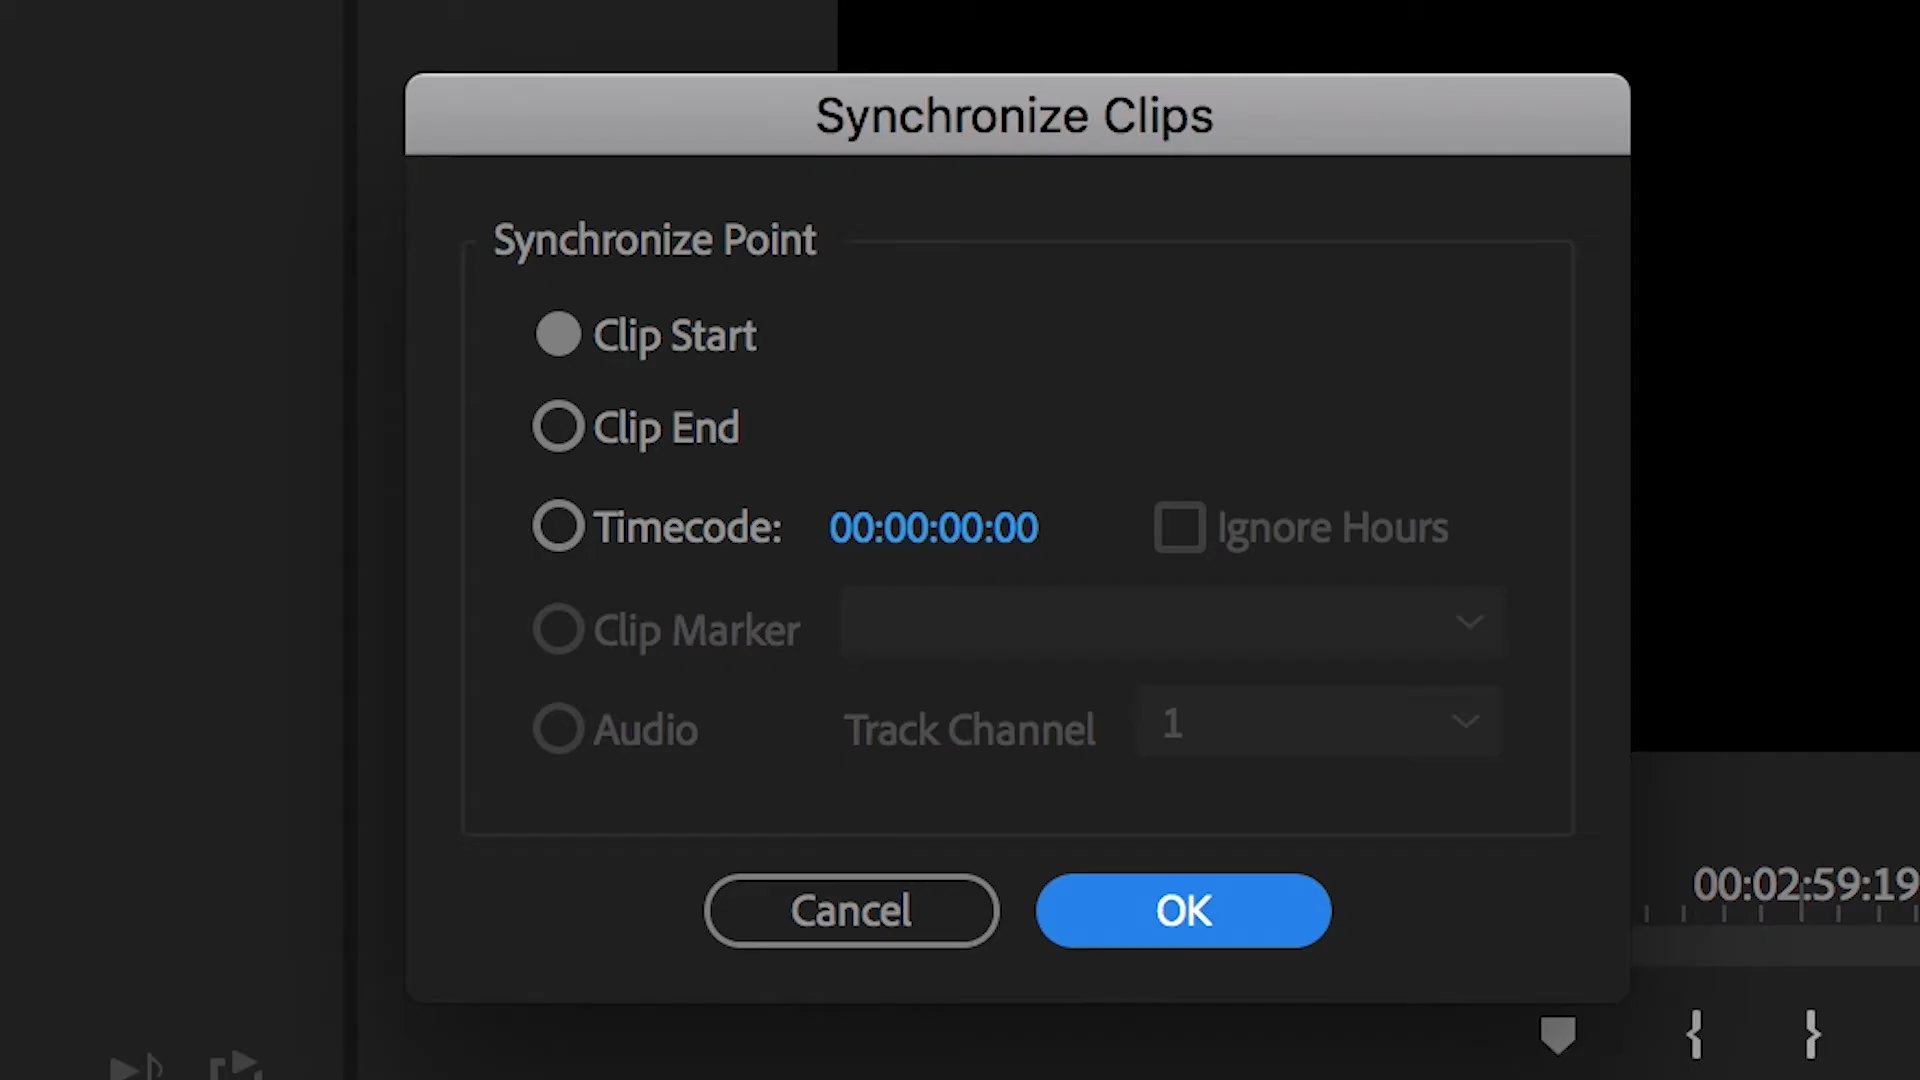 Synchronize Clips
Synchronize Point
Clip Start
Clip End
Timecode: 00:00:00:00 Ignore Hours
Clip Marker
Audio Track Channel 1
Cancel OK
00:02:59:19